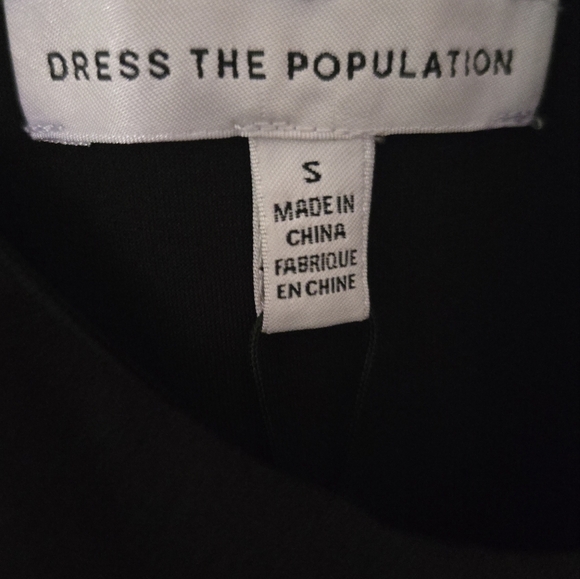 DRESS THE POPULATION
S
MADE IN
CHINA
FABRIQUE
EN CHINE